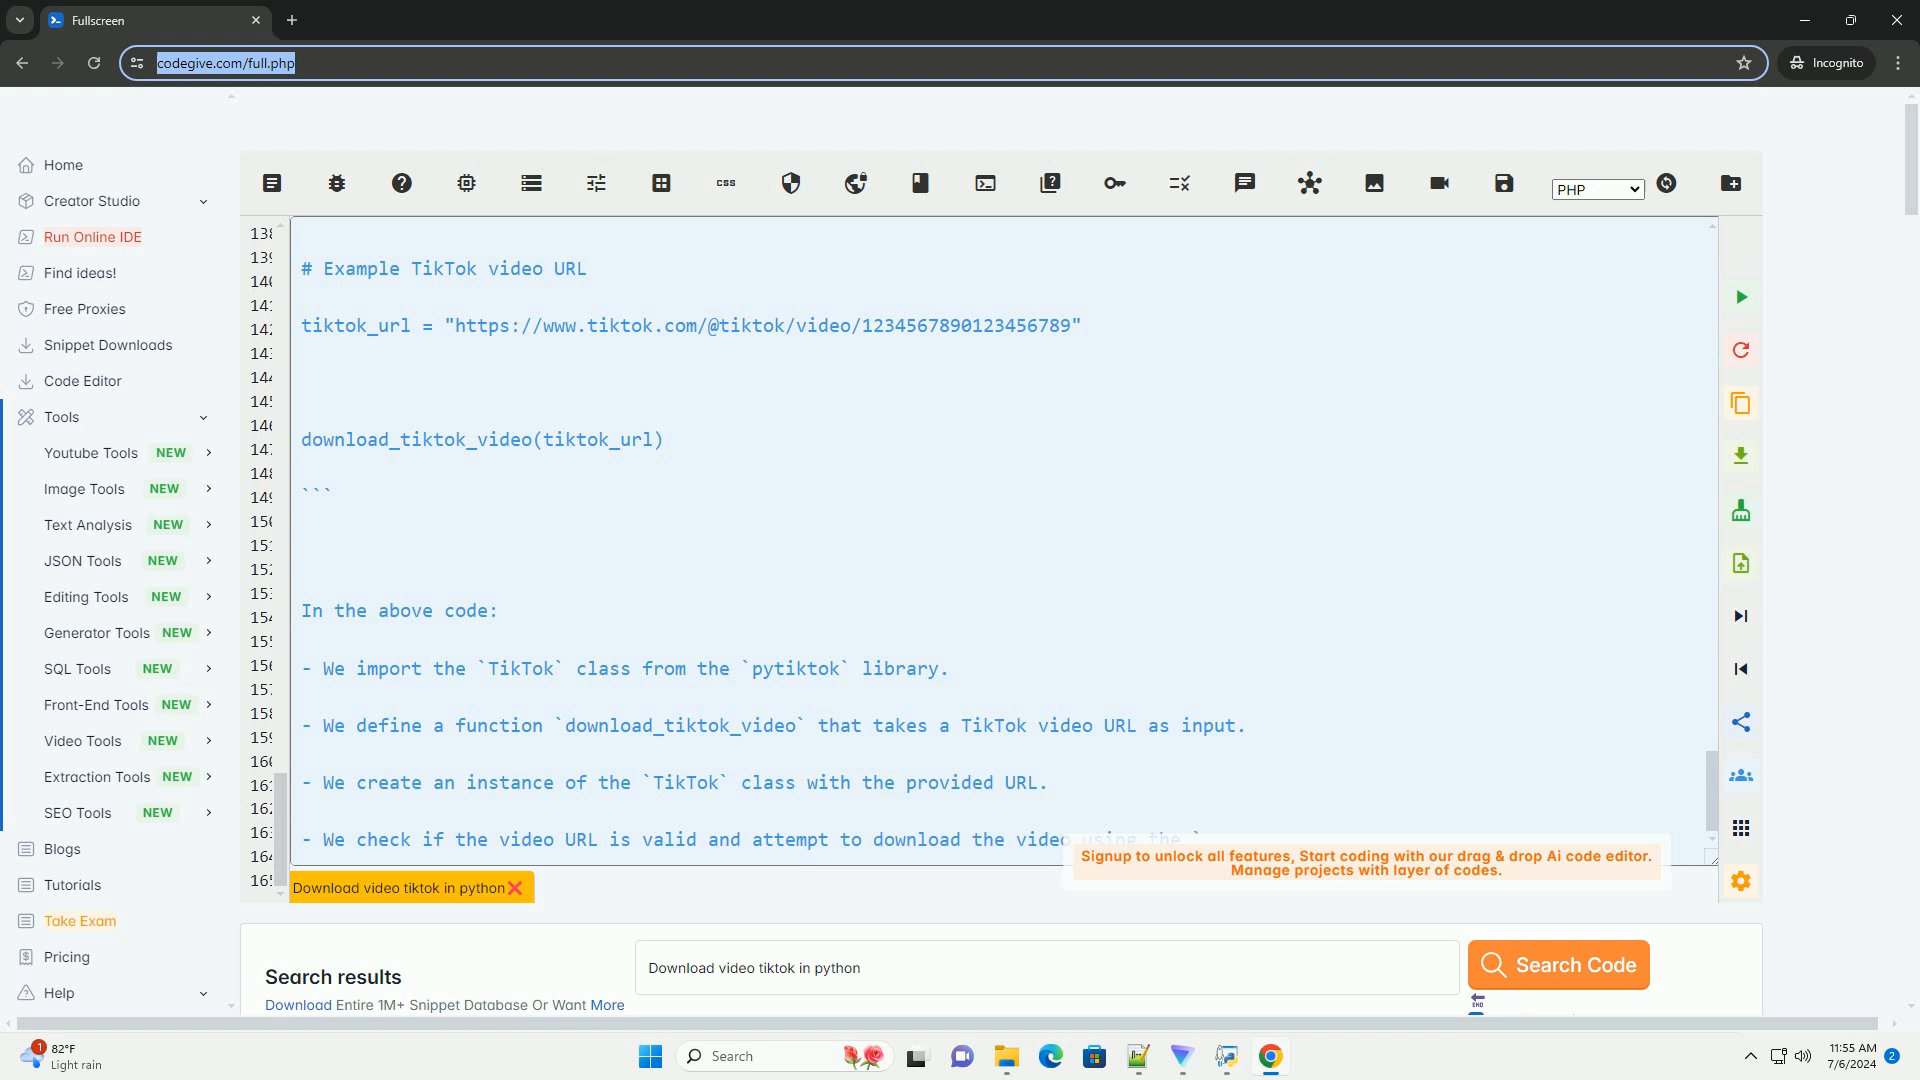 Fullscreen
codegive.com/full.php
Incognito
Home
Creator Studio
Run Online IDE
Find ideas!
Free Proxies
Snippet Downloads
Code Editor
Tools
Youtube Tools NEW
Image Tools NEW
Text Analysis NEW
JSON Tools NEW
Editing Tools NEW
Generator Tools NEW
SQL Tools NEW
Front-End Tools NEW
Video Tools NEW
Extraction Tools NEW
SEO Tools NEW
Blogs
Tutorials
Take Exam
Pricing
Help
css
PHP
# Example TikTok video URL
tiktok_url = "https://www.tiktok.com/@tiktok/video/1234567890123456789"
download_tiktok_video(tiktok_url)
```
In the above code:
- We import the `TikTok` class from the `pytiktok` library.
- We define a function `download_tiktok_video` that takes a TikTok video URL as input.
- We create an instance of the `TikTok` class with the provided URL.
- We check if the video URL is valid and attempt to download the video using the `
Signup to unlock all features, Start coding with our drag & drop Ai code editor.
Manage projects with layer of codes.
Download video tiktok in python
Search results
Download video tiktok in python
Search Code
END
Download Entire 1M+ Snippet Database Or Want More
1
82°F
Light rain
Search
11:55 AM
7/6/2024
2